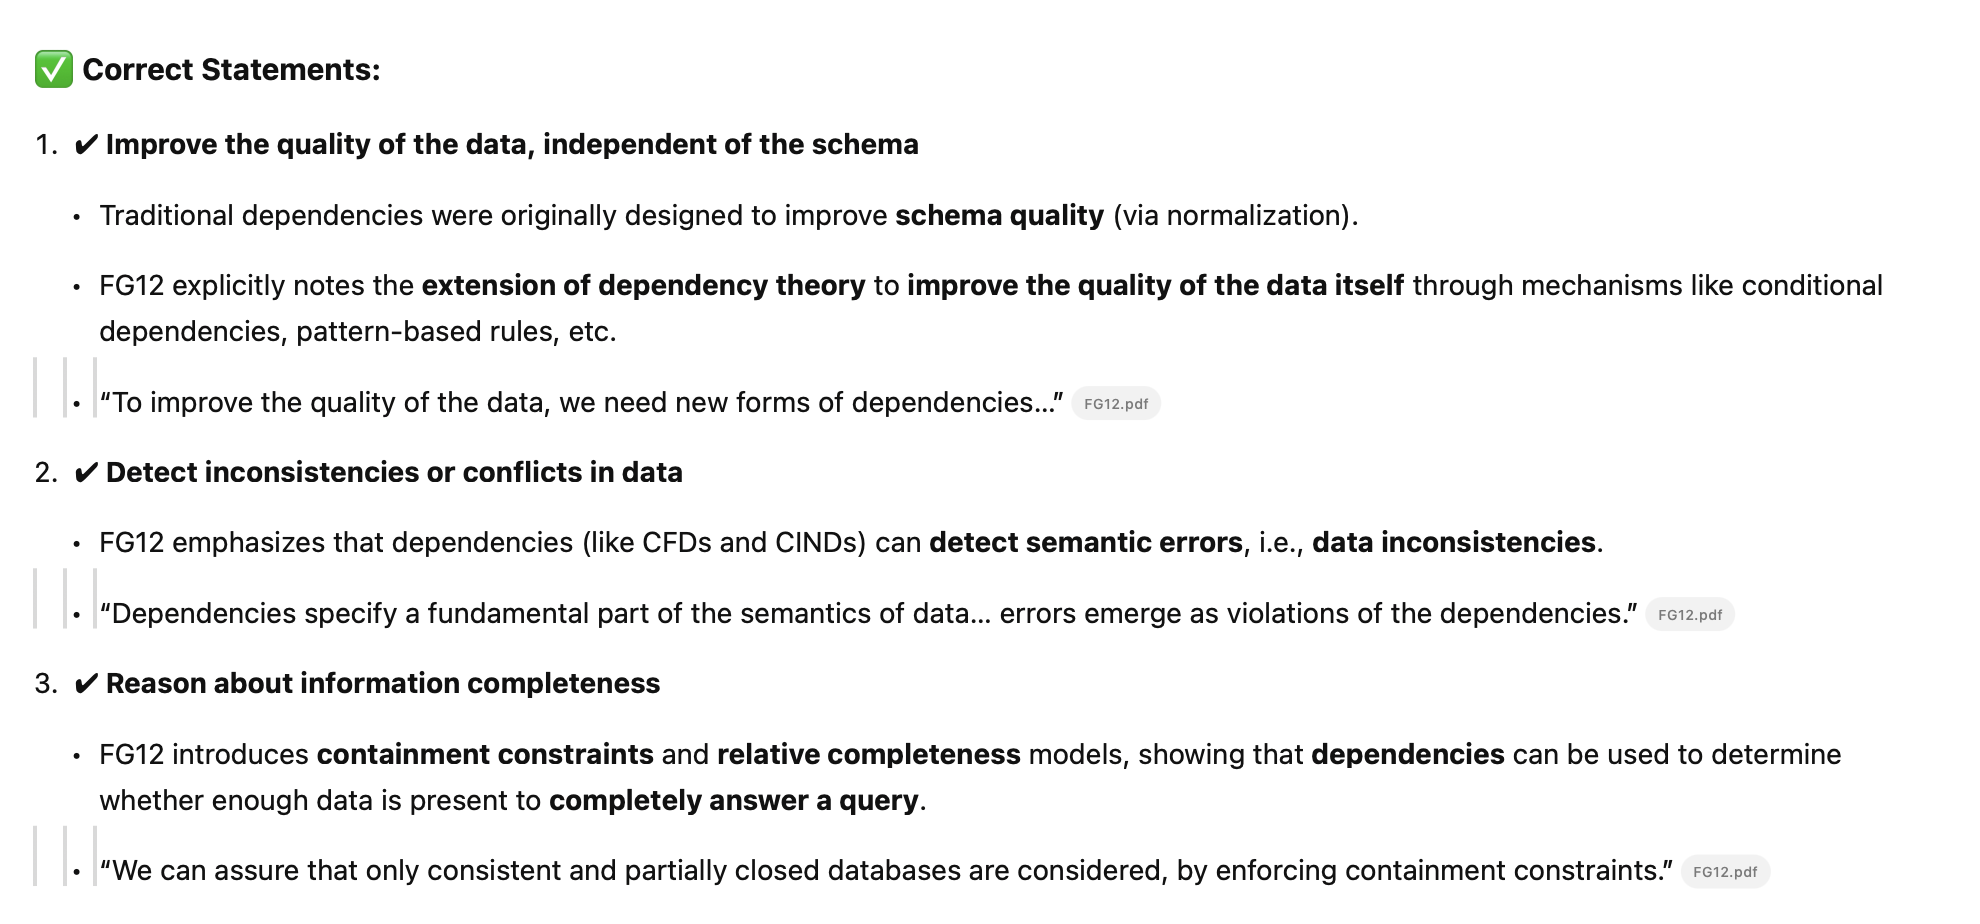 ✅ Correct Statements:
1. ✔ Improve the quality of the data, independent of the schema
• Traditional dependencies were originally designed to improve schema quality (via normalization).
• FG12 explicitly notes the extension of dependency theory to improve the quality of the data itself through mechanisms like conditional
dependencies, pattern-based rules, etc.
• “To improve the quality of the data, we need new forms of dependencies...” FG12.pdf
2. ✔ Detect inconsistencies or conflicts in data
• FG12 emphasizes that dependencies (like CFDs and CINDs) can detect semantic errors, i.e., data inconsistencies.
• “Dependencies specify a fundamental part of the semantics of data... errors emerge as violations of the dependencies.” FG12.pdf
3. ✔ Reason about information completeness
• FG12 introduces containment constraints and relative completeness models, showing that dependencies can be used to determine
whether enough data is present to completely answer a query.
• “We can assure that only consistent and partially closed databases are considered, by enforcing containment constraints.” FG12.pdf